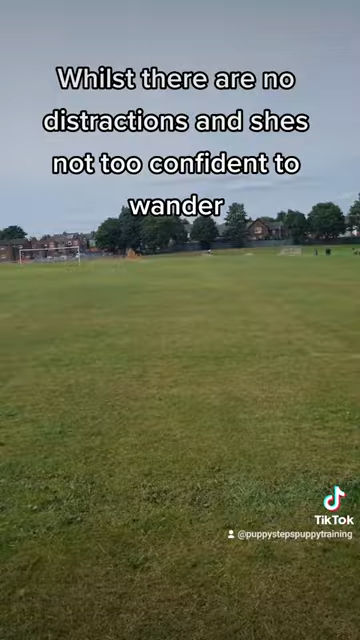 Whilst there are no
distractions and shes
not too confident to
wander
TikTok
@puppystepspuppytraining